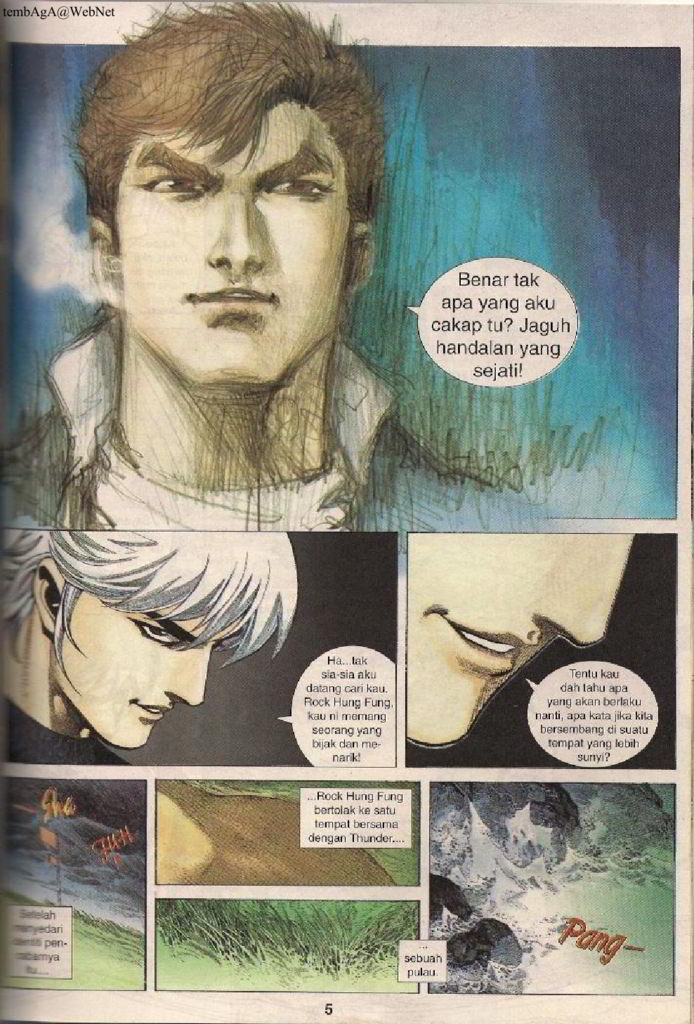 tembAgA@WebNet
Benar tak
apa yang aku
cakap tu? Jaguh
handalan yang
sejati!
Ha...tak
sia-sia aku
datang cari kau.
Rock Hung Fung,
kau ni memang
seorang yang
bijak dan me-
narik!
Tentu kau
dah tahu apa
yang akan berlaku
nanti, apa kata jika kita
bersembang di suatu
tempat yang lebih
sunyi?
Setelah
menyedari
identiti pen-
tu....
...Rock Hung Fung
bertolak ke satu
tempat bersama
dengan Thunder....
...
sebuah
pulau.
Pang-
5